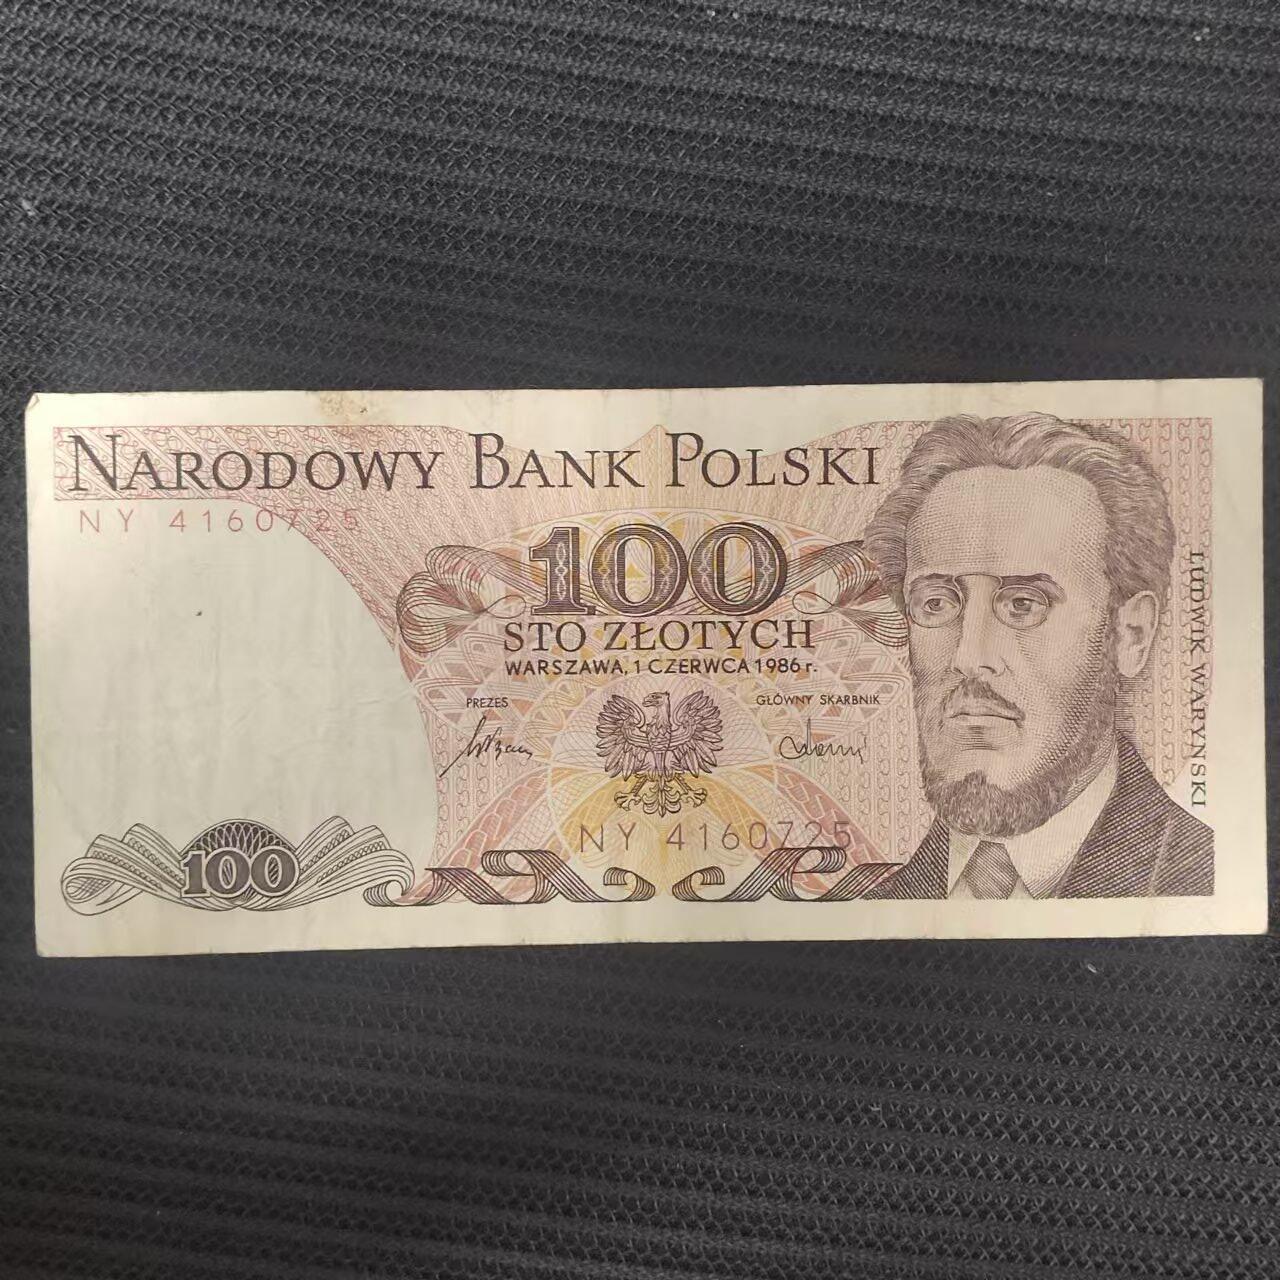 NARODOWY BANK POLSKI
NY 4160725
100
STO ZŁOTYCH
WARSZAWA, 1 CZERWCA 1986 r.
PREZES
GŁÓWNY SKARBNIK
NY 4160725
100
LUDWIK WARYŃSKI